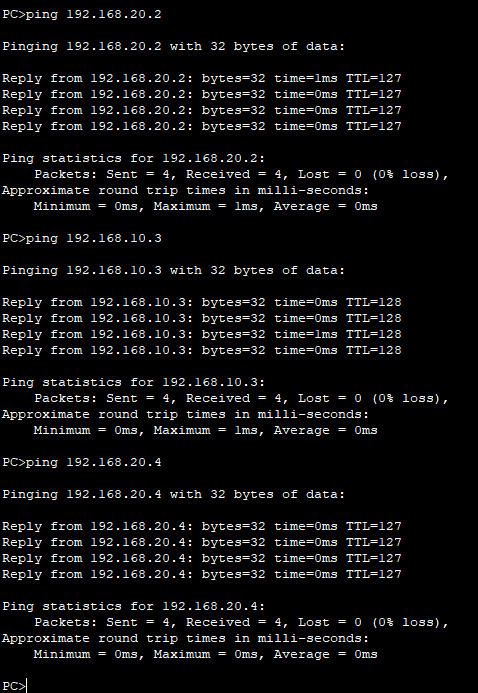 PC>ping 192.168.20.2
Pinging 192.168.20.2 with 32 bytes of data:
Reply from 192.168.20.2: bytes=32 time=1ms TTL=127
Reply from 192.168.20.2: bytes=32 time=0ms TTL=127
Reply from 192.168.20.2: bytes=32 time=0ms TTL=127
Reply from 192.168.20.2: bytes=32 time=0ms TTL=127
Ping statistics for 192.168.20.2:
    Packets: Sent = 4, Received = 4, Lost = 0 (0% loss),
Approximate round trip times in milli-seconds:
    Minimum = 0ms, Maximum = 1ms, Average = 0ms
PC>ping 192.168.10.3
Pinging 192.168.10.3 with 32 bytes of data:
Reply from 192.168.10.3: bytes=32 time=0ms TTL=128
Reply from 192.168.10.3: bytes=32 time=0ms TTL=128
Reply from 192.168.10.3: bytes=32 time=1ms TTL=128
Reply from 192.168.10.3: bytes=32 time=0ms TTL=128
Ping statistics for 192.168.10.3:
    Packets: Sent = 4, Received = 4, Lost = 0 (0% loss),
Approximate round trip times in milli-seconds:
    Minimum = 0ms, Maximum = 1ms, Average = 0ms
PC>ping 192.168.20.4
Pinging 192.168.20.4 with 32 bytes of data:
Reply from 192.168.20.4: bytes=32 time=0ms TTL=127
Reply from 192.168.20.4: bytes=32 time=0ms TTL=127
Reply from 192.168.20.4: bytes=32 time=0ms TTL=127
Reply from 192.168.20.4: bytes=32 time=0ms TTL=127
Ping statistics for 192.168.20.4:
    Packets: Sent = 4, Received = 4, Lost = 0 (0% loss),
Approximate round trip times in milli-seconds:
    Minimum = 0ms, Maximum = 0ms, Average = 0ms
PC>